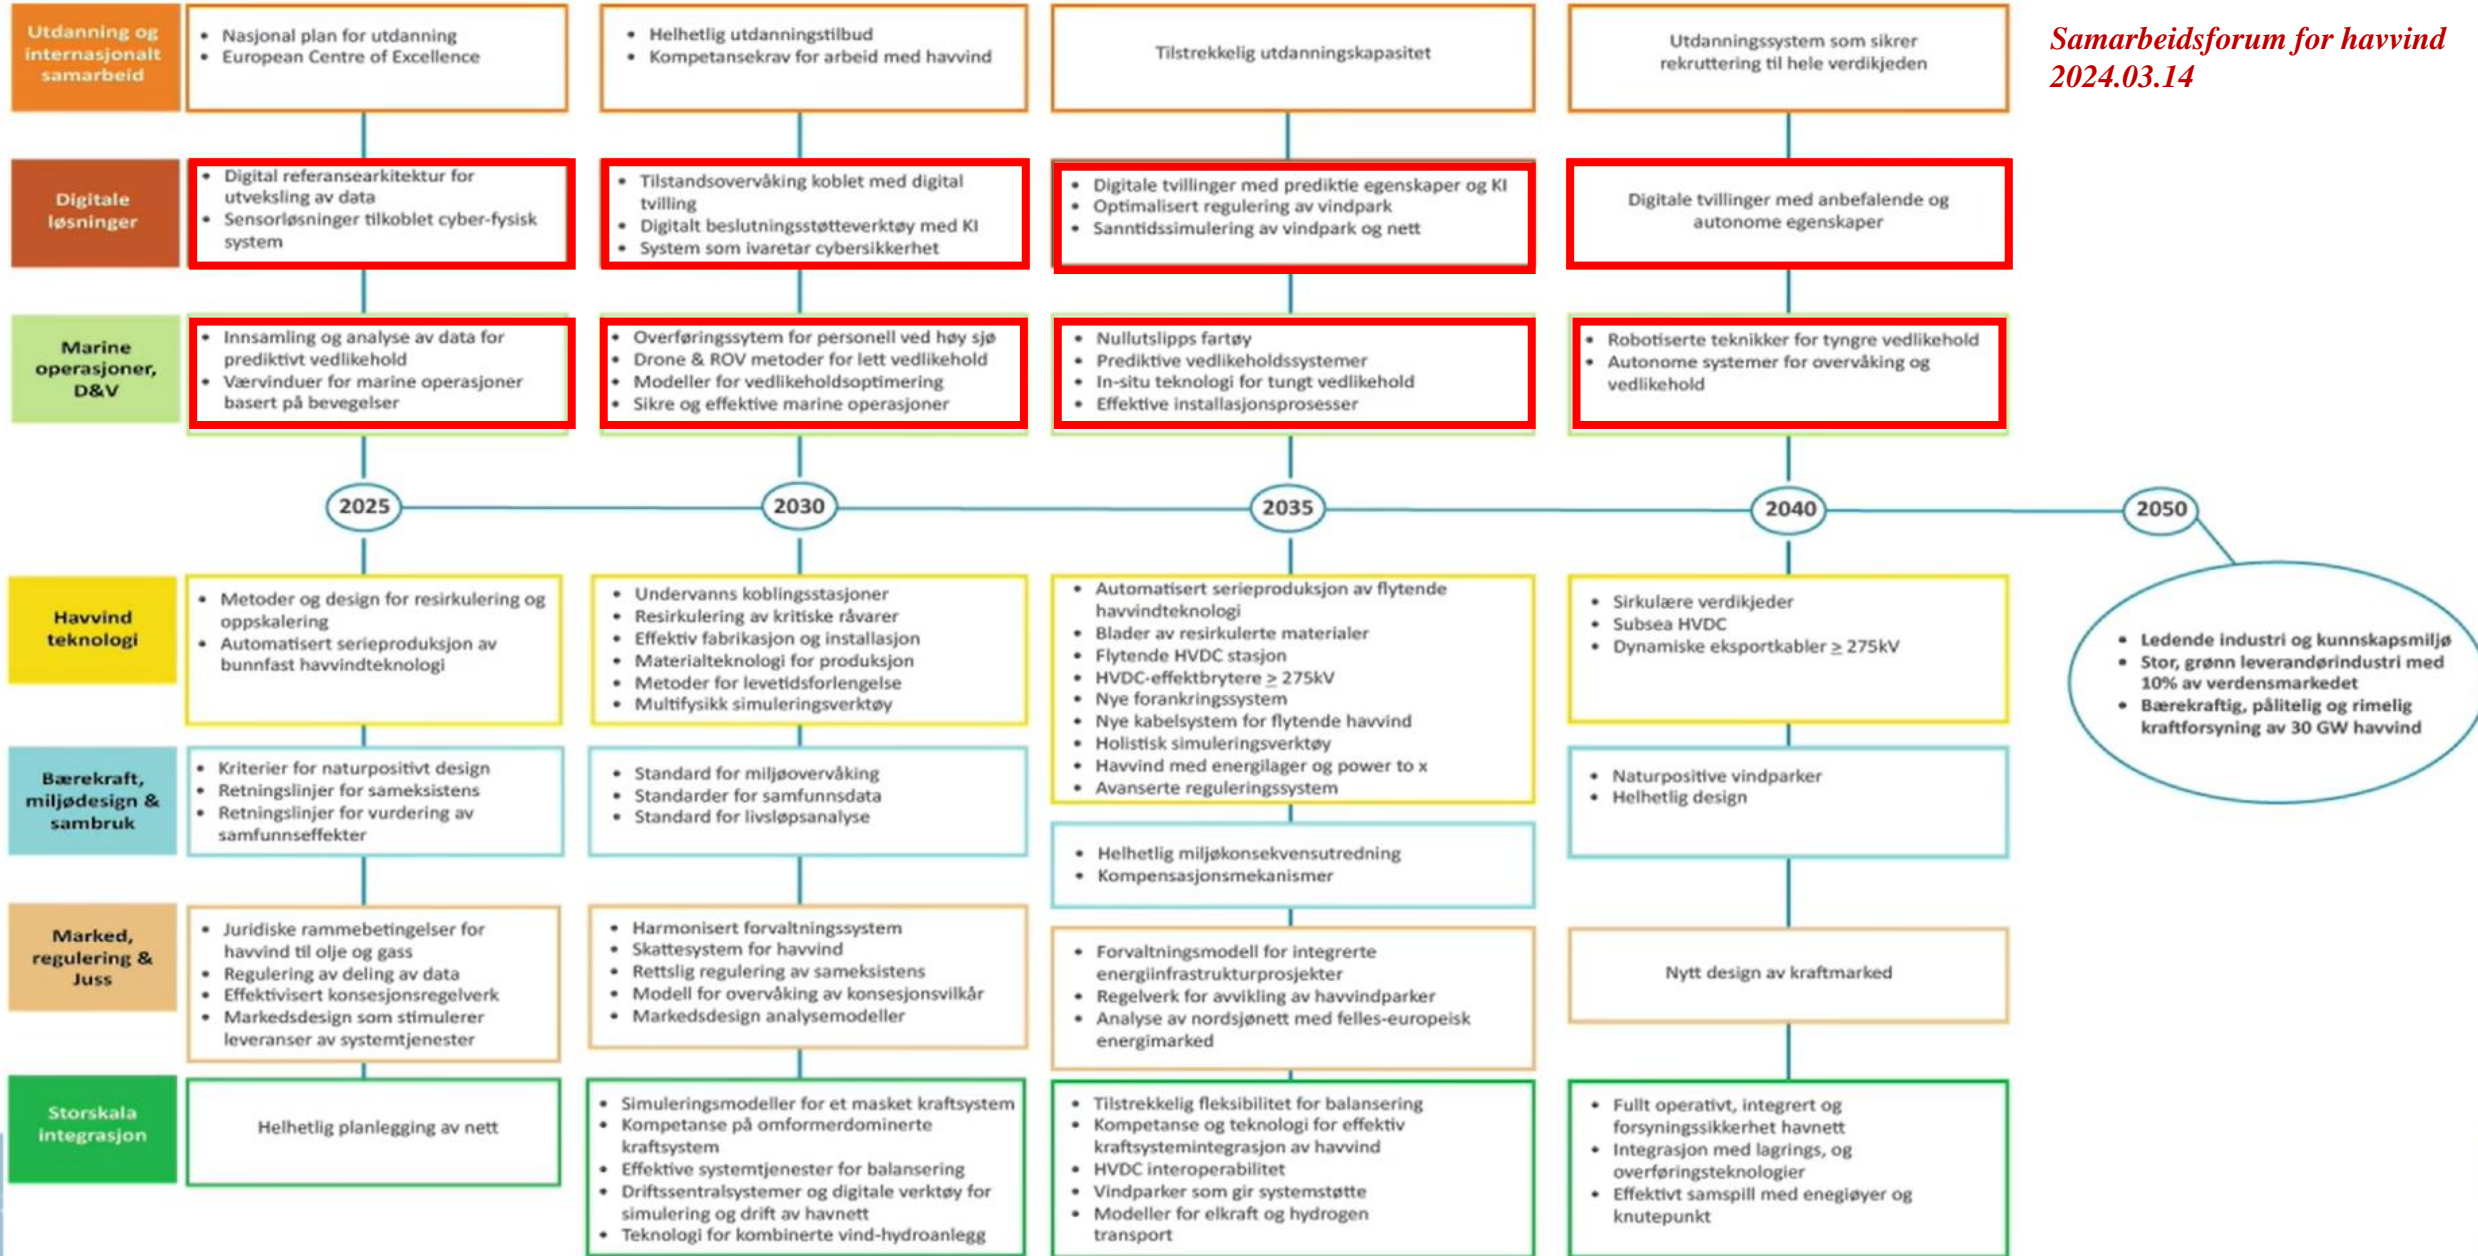 Utdanning og
internasjonalt
samarbeid
• Nasjonal plan for utdanning
• European Centre of Excellence
• Helhetlig utdanningstilbud
• Kompetansekrav for arbeid med havvind
Tilstrekkelig utdanningskapasitet
Utdanningssystem som sikrer
rekruttering til hele verdikjeden
Samarbeidsforum for havvind
2024.03.14
Digitale
løsninger
• Digital referansearkitektur for
utveksling av data
• Sensorløsninger tilkoblet cyber-fysisk
system
• Tilstandsovervåking koblet med digital
tvilling
• Digitalt beslutningsstøtteverktøy med KI
• System som ivaretar cybersikkerhet
• Digitale tvillinger med prediktie egenskaper og KI
• Optimalisert regulering av vindpark
• Sanntidssimulering av vindpark og nett
Digitale tvillinger med anbefalende og
autonome egenskaper
Marine
operasjoner,
D&V
• Innsamling og analyse av data for
prediktivt vedlikehold
• Værvinduer for marine operasjoner
basert på bevegelser
• Overføringssytem for personell ved høy sjø
• Drone & ROV metoder for lett vedlikehold
• Modeller for vedlikeholdsoptimering
• Sikre og effektive marine operasjoner
• Nullutslipps fartøy
• Prediktive vedlikeholdssystemer
• In-situ teknologi for tungt vedlikehold
• Effektive installasjonsprosesser
• Robotiserte teknikker for tyngre vedlikehold
• Autonome systemer for overvåking og
vedlikehold
2025
2030
2035
2040
2050
Havvind
teknologi
• Metoder og design for resirkulering og
oppskalering
• Automatisert serieproduksjon av
bunnfast havvindteknologi
• Undervanns koblingsstasjoner
• Resirkulering av kritiske råvarer
• Effektiv fabrikasjon og installasjon
• Materialteknologi for produksjon
• Metoder for levetidsforlengelse
• Multifysikk simuleringsverktøy
• Automatisert serieproduksjon av flytende
havvindteknologi
• Blader av resirkulerte materialer
• Flytende HVDC stasjon
• HVDC-effektbrytere ≥ 275kV
• Nye forankringssystem
• Nye kabelsystem for flytende havvind
• Holistisk simuleringsverktøy
• Havvind med energilager og power to x
• Avanserte reguleringssystem
• Sirkulære verdikjeder
• Subsea HVDC
• Dynamiske eksportkabler ≥ 275kV
• Ledende industri og kunnskapsmiljø
• Stor, grønn leverandørindustri med
10% av verdensmarkedet
• Bærekraftig, pålitelig og rimelig
kraftforsyning av 30 GW havvind
Bærekraft,
miljødesign &
sambruk
• Kriterier for naturpositivt design
• Retningslinjer for sameksistens
• Retningslinjer for vurdering av
samfunnseffekter
• Standard for miljøovervåking
• Standarder for samfunnsdata
• Standard for livsløpsanalyse
• Helhetlig miljøkonsekvensutredning
• Kompensasjonsmekanismer
• Naturpositive vindparker
• Helhetlig design
Marked,
regulering &
Juss
• Juridiske rammebetingelser for
havvind til olje og gass
• Regulering av deling av data
• Effektivisert konsesjonsregelverk
• Markedsdesign som stimulerer
leveranser av systemtjenester
• Harmonisert forvaltningssystem
• Skattesystem for havvind
• Rettslig regulering av sameksistens
• Modell for overvåking av konsesjonsvilkår
• Markedsdesign analysemodeller
• Forvaltningsmodell for integrerte
energiinfrastrukturprosjekter
• Regelverk for avvikling av havvindparker
• Analyse av nordsjønett med felles-europeisk
energimarked
Nytt design av kraftmarked
Storskala
integrasjon
Helhetlig planlegging av nett
• Simuleringsmodeller for et masket kraftsystem
• Kompetanse på omformerdominerte
kraftsystem
• Effektive systemtjenester for balansering
• Driftssentralsystemer og digitale verktøy for
simulering og drift av havnett
• Teknologi for kombinerte vind-hydroanlegg
• Tilstrekkelig fleksibilitet for balansering
• Kompetanse og teknologi for effektiv
kraftsystemintegrasjon av havvind
• HVDC interoperabilitet
• Vindparker som gir systemstøtte
• Modeller for elkraft og hydrogen
transport
• Fullt operativt, integrert og
forsyningssikkerhet havnett
• Integrasjon med lagrings, og
overføringsteknologier
• Effektivt samspill med enegiøyer og
knutepunkt